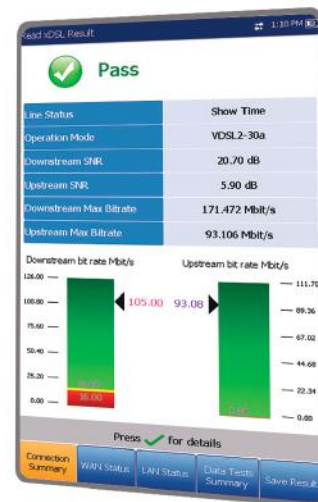 Read xDSL Result
1:10 PM
Pass
Line Status Show Time
Operation Mode VDSL2-30a
Downstream SNR 20.70 dB
Upstream SNR 5.90 dB
Downstream Max Bitrate 171.472 Mbit/s
Upstream Max Bitrate 93.106 Mbit/s
Downstream bit rate Mbit/s
Upstream bit rate Mbit/s
126.00
100.80
75.60
50.40
25.20
0.00
16.00
105.00
93.08
111.75
89.36
67.02
44.68
22.34
0.00
Press for details
Connection Summary
WAN Status
LAN Status
Data Tests Summary
Save Result